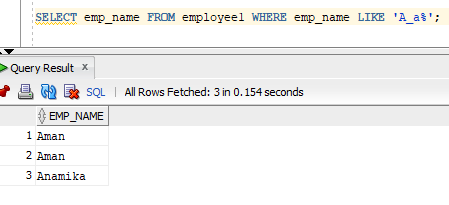 SELECT emp_name FROM employee1 WHERE emp_name LIKE 'A_a%';
Query Result x
SQL | All Rows Fetched: 3 in 0.154 seconds
EMP_NAME
1 Aman
2 Aman
3 Anamika